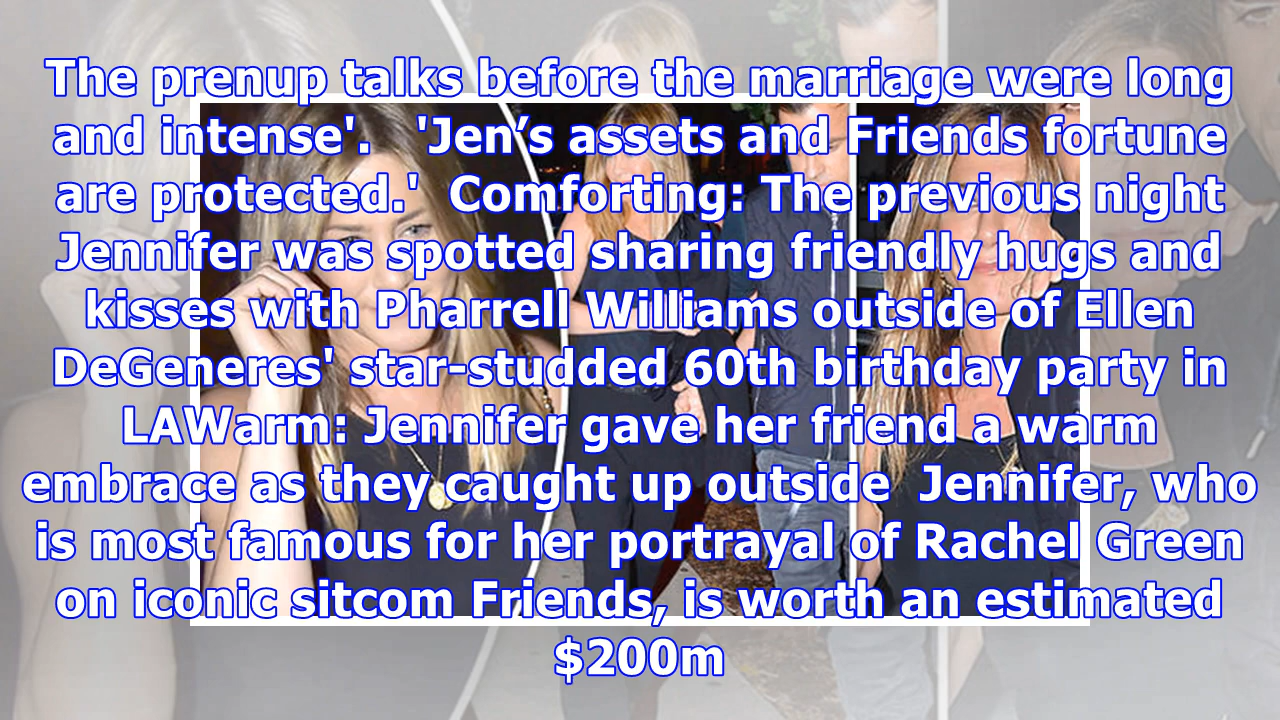 The prenup talks before the marriage were long
and intense'.   'Jen’s assets and Friends fortune
are protected.'  Comforting: The previous night
Jennifer was spotted sharing friendly hugs and
kisses with Pharrell Williams outside of Ellen
DeGeneres' star-studded 60th birthday party in
LAWarm: Jennifer gave her friend a warm
embrace as they caught up outside  Jennifer, who
is most famous for her portrayal of Rachel Green
on iconic sitcom Friends, is worth an estimated
$200m